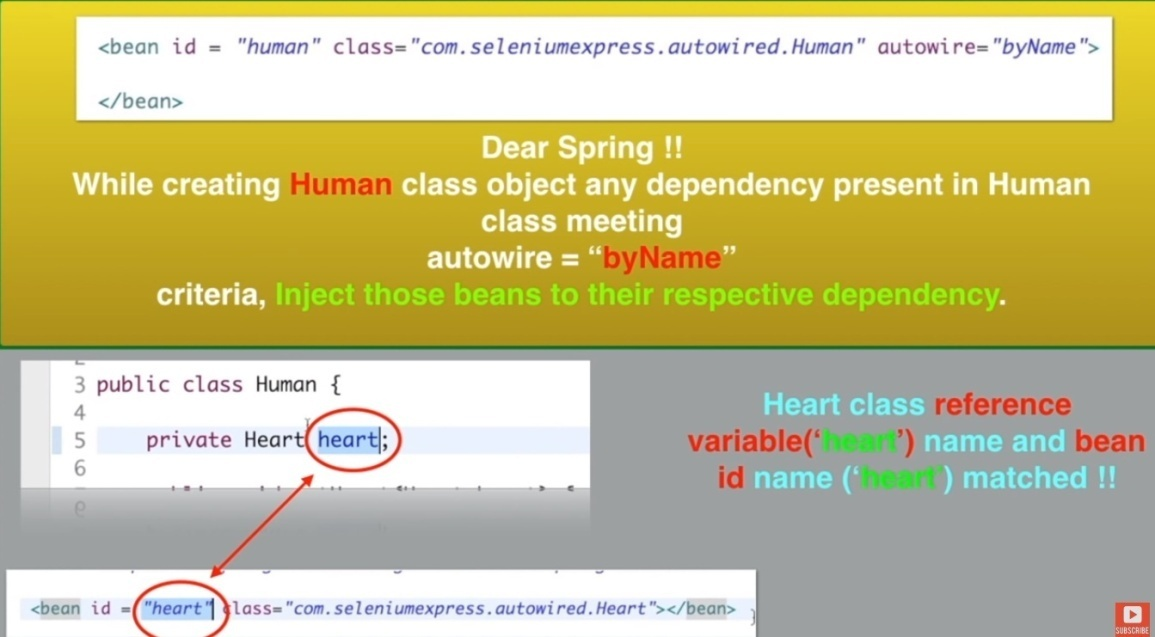 <bean id = "human" class="com.seleniumexpress.autowired.Human" autowire="byName">
</bean>
Dear Spring !!
While creating Human class object any dependency present in Human
class meeting
autowire = “byName”
criteria, Inject those beans to their respective dependency.
3 public class Human {
4
5 private Heart heart;
6
Heart class reference
variable(‘heart’) name and bean
id name (‘heart’) matched !!
<bean id = "heart" class="com.seleniumexpress.autowired.Heart"></bean>
}
SUBSCRIBE